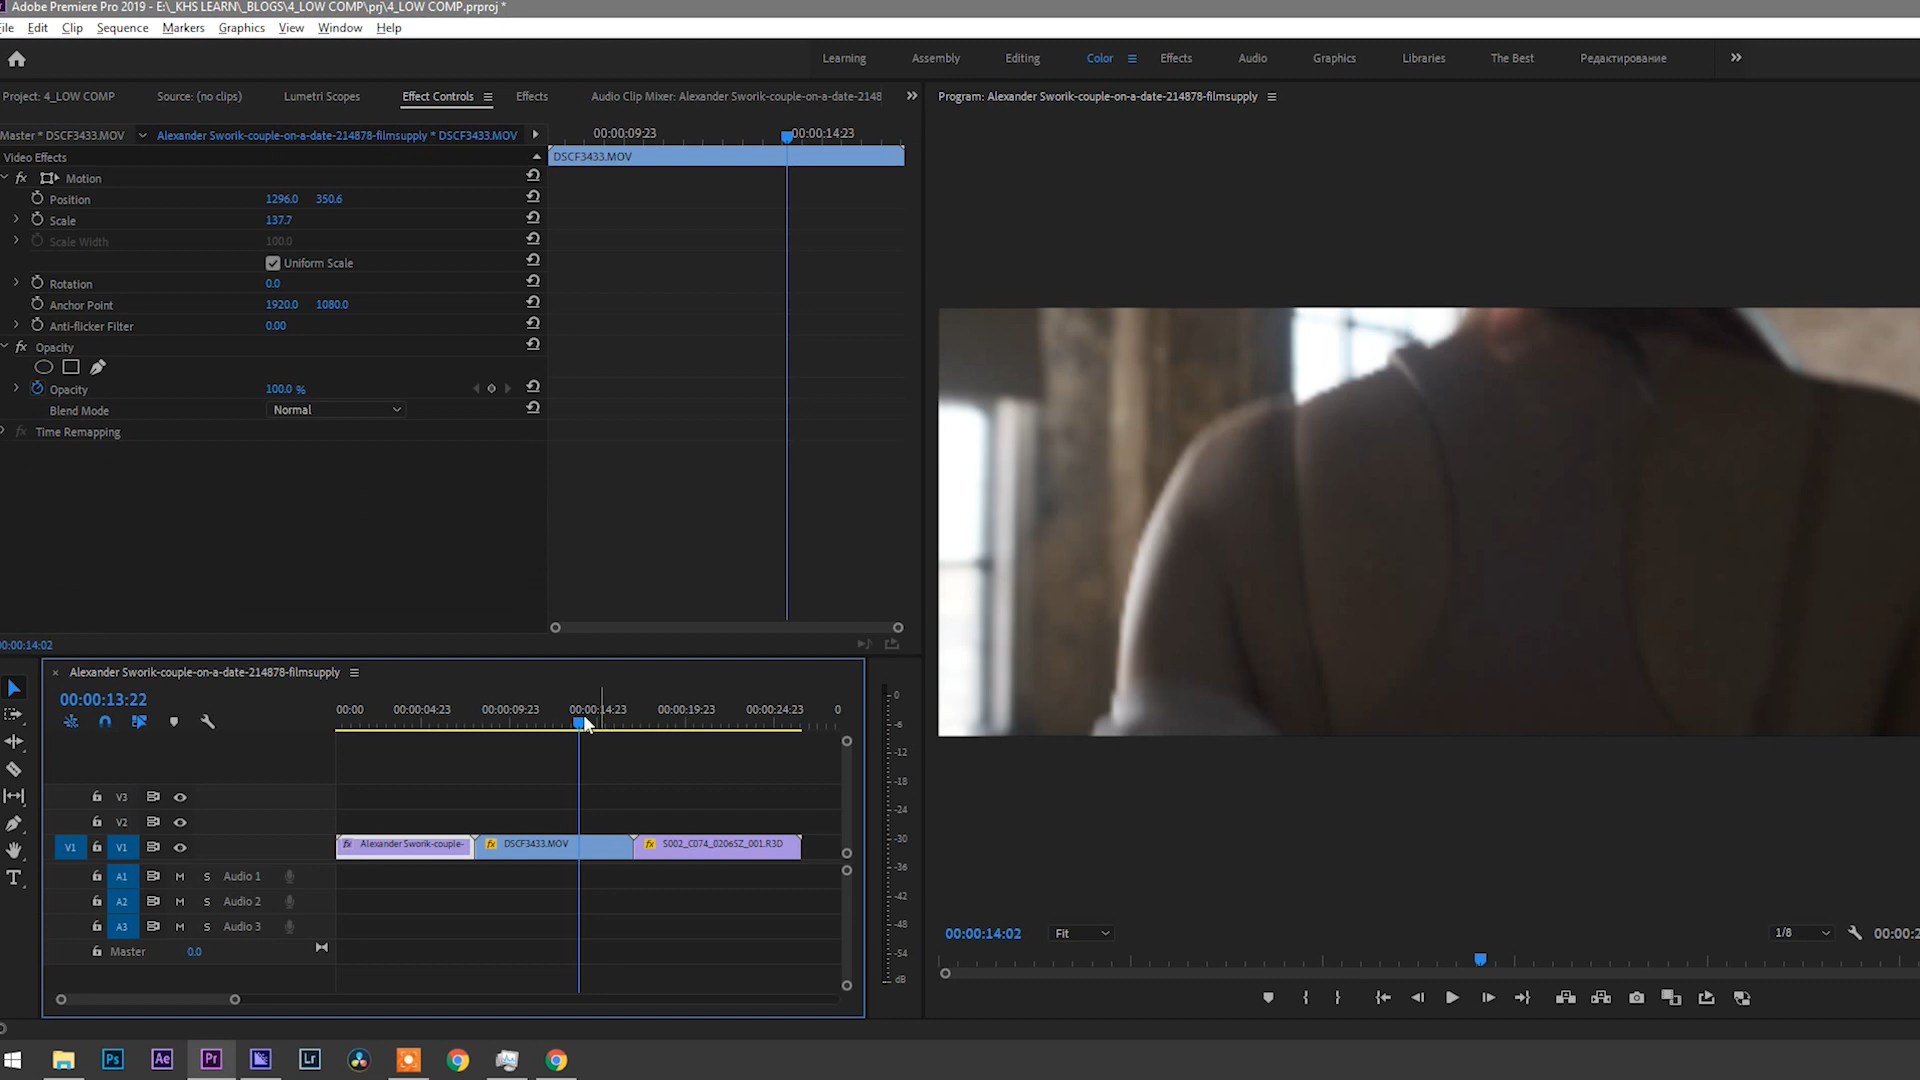 Adobe Premiere Pro 2019 - E:\_KHS LEARN\_BLOGS\4_LOW COMP\prj\4_LOW COMP.prproj *
File Edit Clip Sequence Markers Graphics View Window Help
Learning Assembly Editing Color Effects Audio Graphics Libraries The Best Редактирование
Project: 4_LOW COMP Source: (no clips) Lumetri Scopes Effect Controls Effects Audio Clip Mixer: Alexander Sworik-couple-on-a-date-2148
Program: Alexander Sworik-couple-on-a-date-214878-filmsupply
Master * DSCF3433.MOV Alexander Sworik-couple-on-a-date-214878-filmsupply * DSCF3433.MOV
00:00:09:23 00:00:14:23
Video Effects
DSCF3433.MOV
fx Motion
Position 1296.0 350.6
Scale 137.7
Scale Width 100.0
Uniform Scale
Rotation 0.0
Anchor Point 1920.0 1080.0
Anti-flicker Filter 0.00
fx Opacity
Opacity 100.0 %
Blend Mode Normal
fx Time Remapping
00:00:14:02
Alexander Sworik-couple-on-a-date-214878-filmsupply
00:00:13:22
00:00 00:00:04:23 00:00:09:23 00:00:14:23 00:00:19:23 00:00:24:23 0
V3
V2
V1 V1 fx Alexander Sworik-couple- fx DSCF3433.MOV fx S002_C074_0206SZ_001.R3D
A1 M S Audio 1
A2 M S Audio 2
A3 M S Audio 3
Master 0.0
0
-6
-12
-18
-24
-30
-36
-42
-48
-54
dB
00:00:14:02 Fit 1/8 00:00:2
Ps Ae Pr Lr